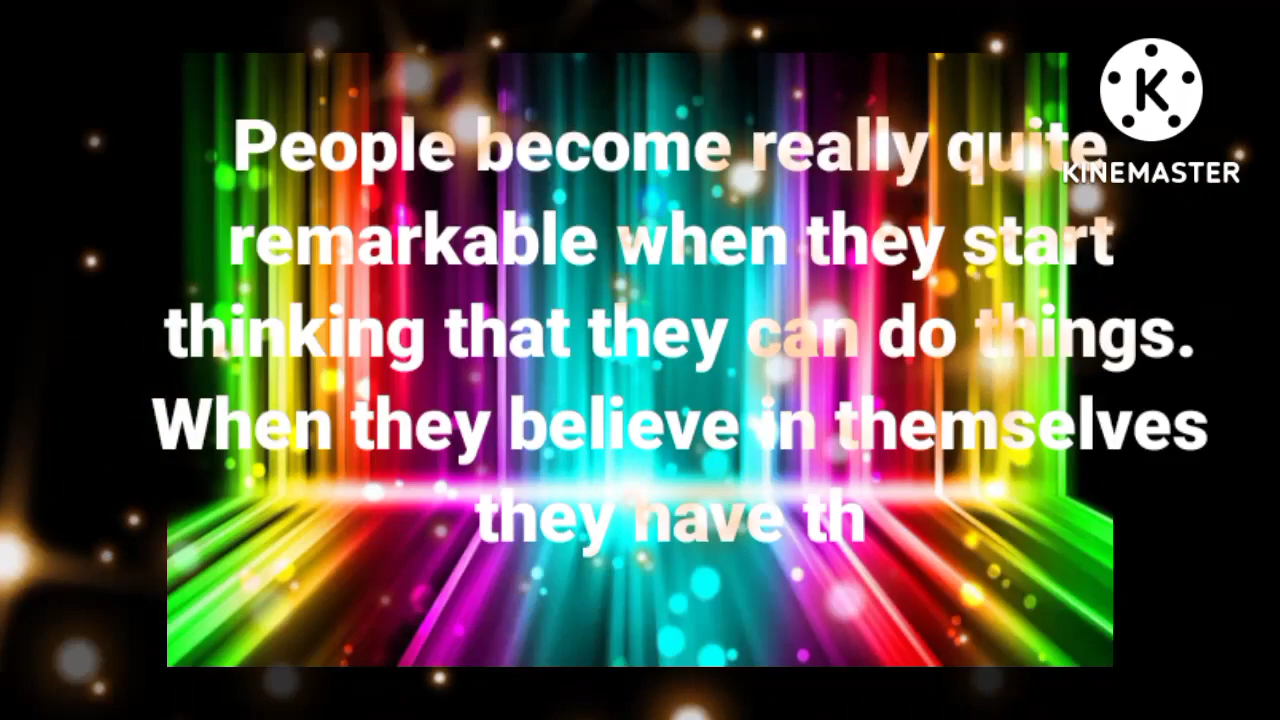 People become really quite
remarkable when they start
thinking that they can do things.
When they believe in themselves
they have th
K
KINEMASTER